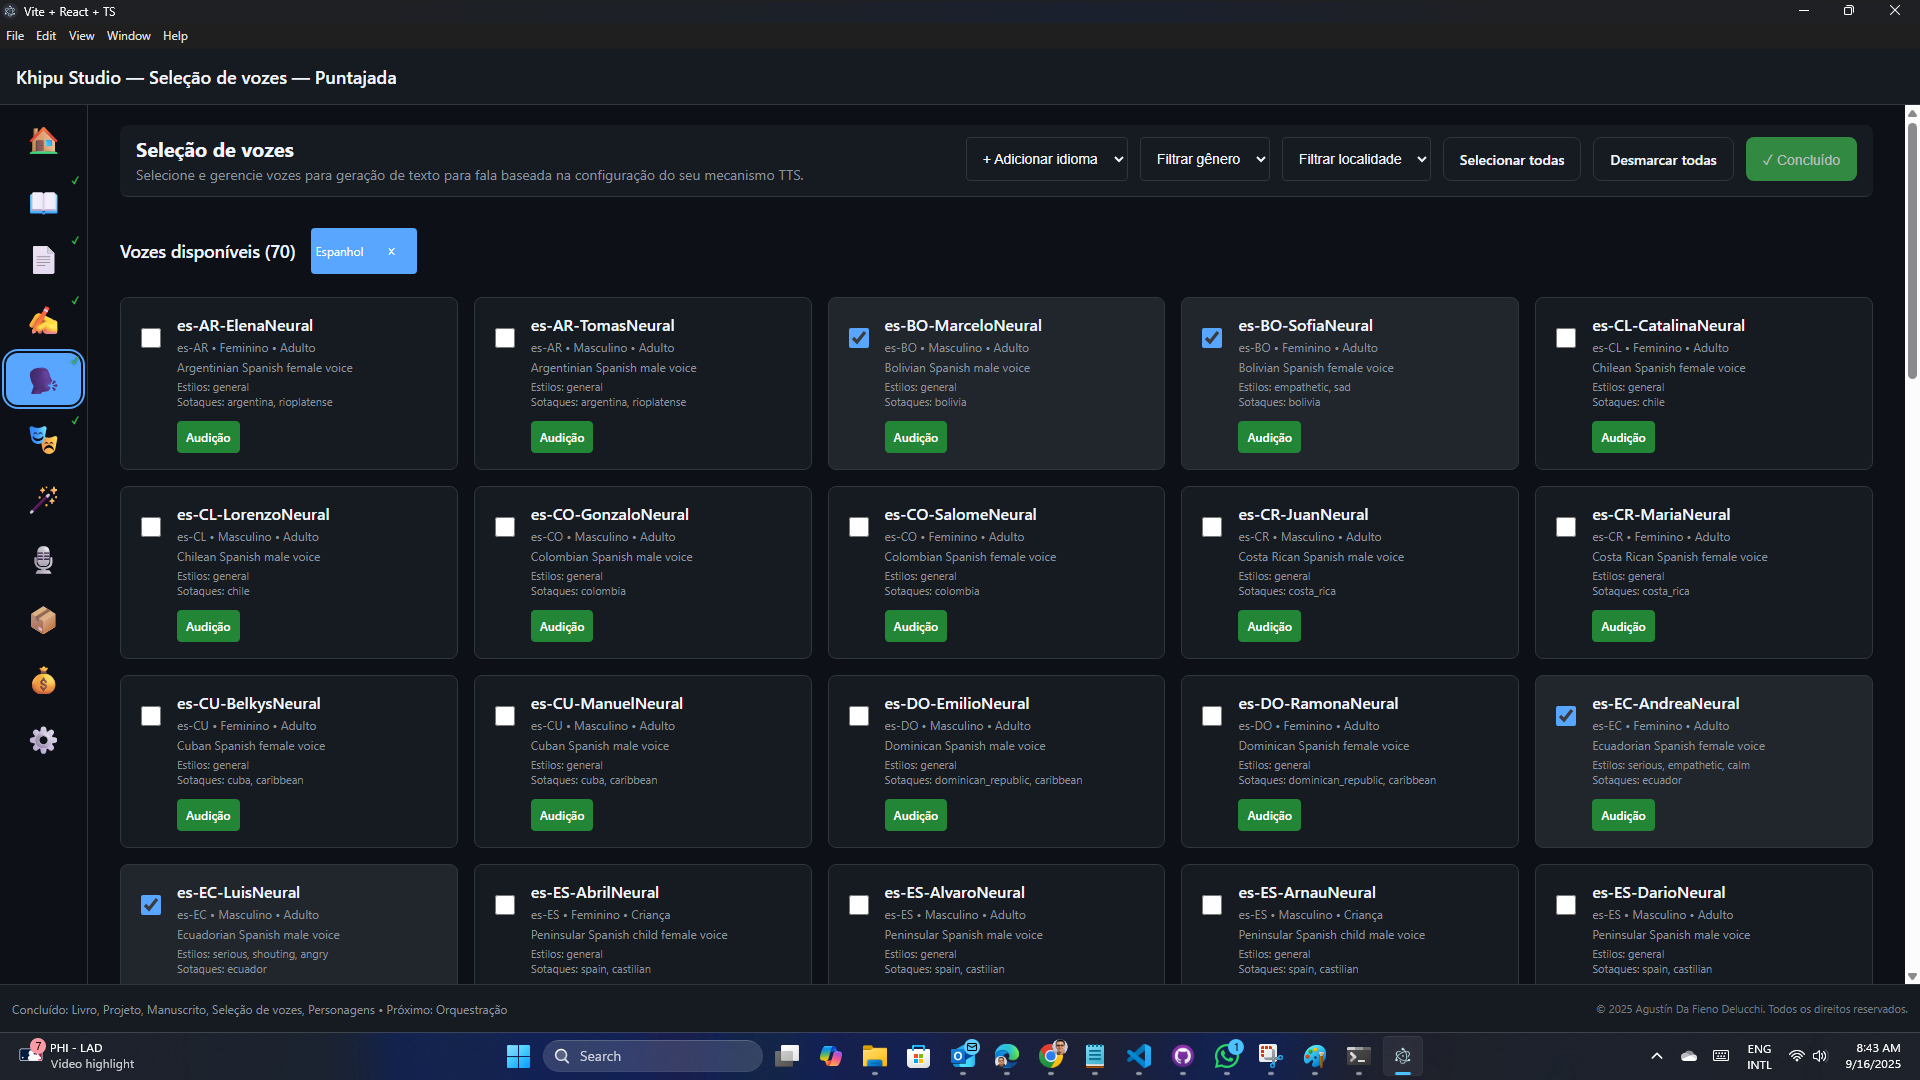 Vite + React + TS
File Edit View Window Help
Khipu Studio — Seleção de vozes — Puntajada
Seleção de vozes
Selecione e gerencie vozes para geração de texto para fala baseada na configuração do seu mecanismo TTS.
+ Adicionar idioma
Filtrar gênero
Filtrar localidade
Selecionar todas
Desmarcar todas
✓ Concluído
Vozes disponíveis (70)
Espanhol ×
es-AR-ElenaNeural
es-AR • Feminino • Adulto
Argentinian Spanish female voice
Estilos: general
Sotaques: argentina, rioplatense
Audição
es-AR-TomasNeural
es-AR • Masculino • Adulto
Argentinian Spanish male voice
Estilos: general
Sotaques: argentina, rioplatense
Audição
es-BO-MarceloNeural
es-BO • Masculino • Adulto
Bolivian Spanish male voice
Estilos: general
Sotaques: bolivia
Audição
es-BO-SofiaNeural
es-BO • Feminino • Adulto
Bolivian Spanish female voice
Estilos: empathetic, sad
Sotaques: bolivia
Audição
es-CL-CatalinaNeural
es-CL • Feminino • Adulto
Chilean Spanish female voice
Estilos: general
Sotaques: chile
Audição
es-CL-LorenzoNeural
es-CL • Masculino • Adulto
Chilean Spanish male voice
Estilos: general
Sotaques: chile
Audição
es-CO-GonzaloNeural
es-CO • Masculino • Adulto
Colombian Spanish male voice
Estilos: general
Sotaques: colombia
Audição
es-CO-SalomeNeural
es-CO • Feminino • Adulto
Colombian Spanish female voice
Estilos: general
Sotaques: colombia
Audição
es-CR-JuanNeural
es-CR • Masculino • Adulto
Costa Rican Spanish male voice
Estilos: general
Sotaques: costa_rica
Audição
es-CR-MariaNeural
es-CR • Feminino • Adulto
Costa Rican Spanish female voice
Estilos: general
Sotaques: costa_rica
Audição
es-CU-BelkysNeural
es-CU • Feminino • Adulto
Cuban Spanish female voice
Estilos: general
Sotaques: cuba, caribbean
Audição
es-CU-ManuelNeural
es-CU • Masculino • Adulto
Cuban Spanish male voice
Estilos: general
Sotaques: cuba, caribbean
Audição
es-DO-EmilioNeural
es-DO • Masculino • Adulto
Dominican Spanish male voice
Estilos: general
Sotaques: dominican_republic, caribbean
Audição
es-DO-RamonaNeural
es-DO • Feminino • Adulto
Dominican Spanish female voice
Estilos: general
Sotaques: dominican_republic, caribbean
Audição
es-EC-AndreaNeural
es-EC • Feminino • Adulto
Ecuadorian Spanish female voice
Estilos: serious, empathetic, calm
Sotaques: ecuador
Audição
es-EC-LuisNeural
es-EC • Masculino • Adulto
Ecuadorian Spanish male voice
Estilos: serious, shouting, angry
Sotaques: ecuador
es-ES-AbrilNeural
es-ES • Feminino • Criança
Peninsular Spanish child female voice
Estilos: general
Sotaques: spain, castilian
es-ES-AlvaroNeural
es-ES • Masculino • Adulto
Peninsular Spanish male voice
Estilos: general
Sotaques: spain, castilian
es-ES-ArnauNeural
es-ES • Masculino • Criança
Peninsular Spanish child male voice
Estilos: general
Sotaques: spain, castilian
es-ES-DarioNeural
es-ES • Masculino • Adulto
Peninsular Spanish male voice
Estilos: general
Sotaques: spain, castilian
Concluído: Livro, Projeto, Manuscrito, Seleção de vozes, Personagens • Próximo: Orquestração
© 2025 Agustín Da Fieno Delucchi. Todos os direitos reservados.
7
PHI - LAD
Video highlight
Search
1
ENG
INTL
8:43 AM
9/16/2025